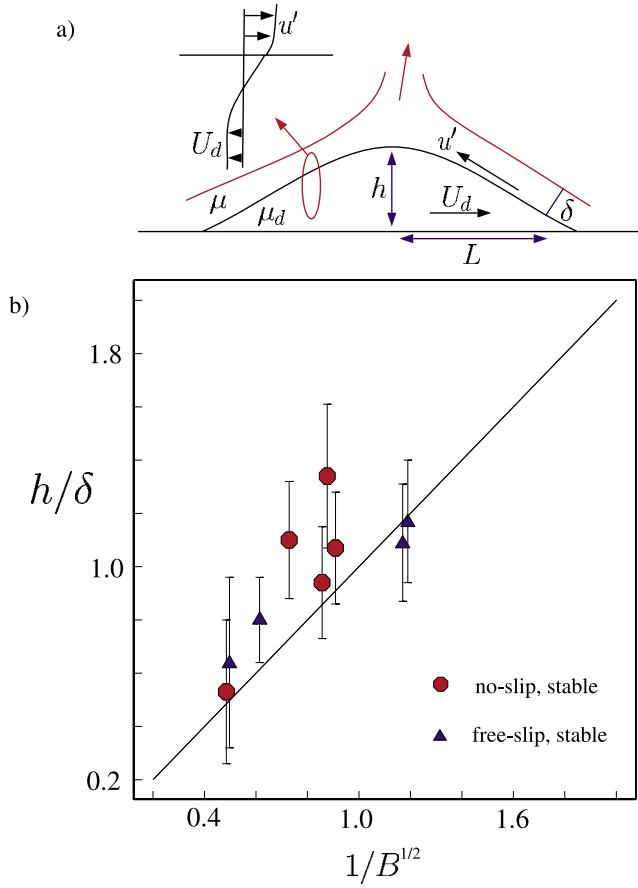 a)
u'
U_d
u'
μ
μ_d
h
U_d
δ
L
b)
h/δ
1.8
1.0
0.2
no-slip, stable
free-slip, stable
0.4 1.0 1.6
1/B^{1/2}